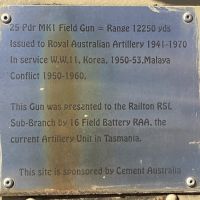 25 Pdr MK1 Field Gun = Range 12250 yds
Issued to Royal Australian Artillery 1941-1970
In service W,W,11, Korea, 1950-53,Malaya
Conflict 1950-1960,
This Gun was presented to the Railton RSL
Sub-Branch by 16 Field Battery RAA, the
current Artillery Unit in Tasmania.
This site is sponsored by Cement Australia